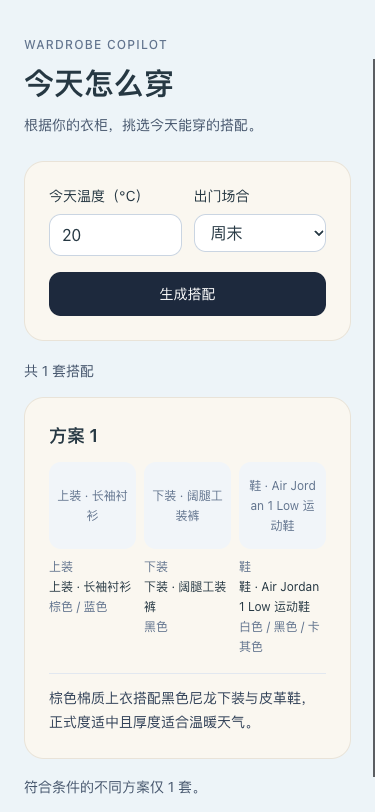 WARDROBE COPILOT
今天怎么穿
根据你的衣柜，挑选今天能穿的搭配。
今天温度（°C）
出门场合
20
周末
生成搭配
共 1 套搭配
方案 1
上装 · 长袖衬
衫
下装 · 阔腿工
装裤
鞋 · Air Jord
an 1 Low 运
动鞋
上装
上装 · 长袖衬衫
棕色 / 蓝色
下装
下装 · 阔腿工装
裤
黑色
鞋
鞋 · Air Jordan
1 Low 运动鞋
白色 / 黑色 / 卡
其色
棕色棉质上衣搭配黑色尼龙下装与皮革鞋，
正式度适中且厚度适合温暖天气。
符合条件的不同方案仅 1 套。